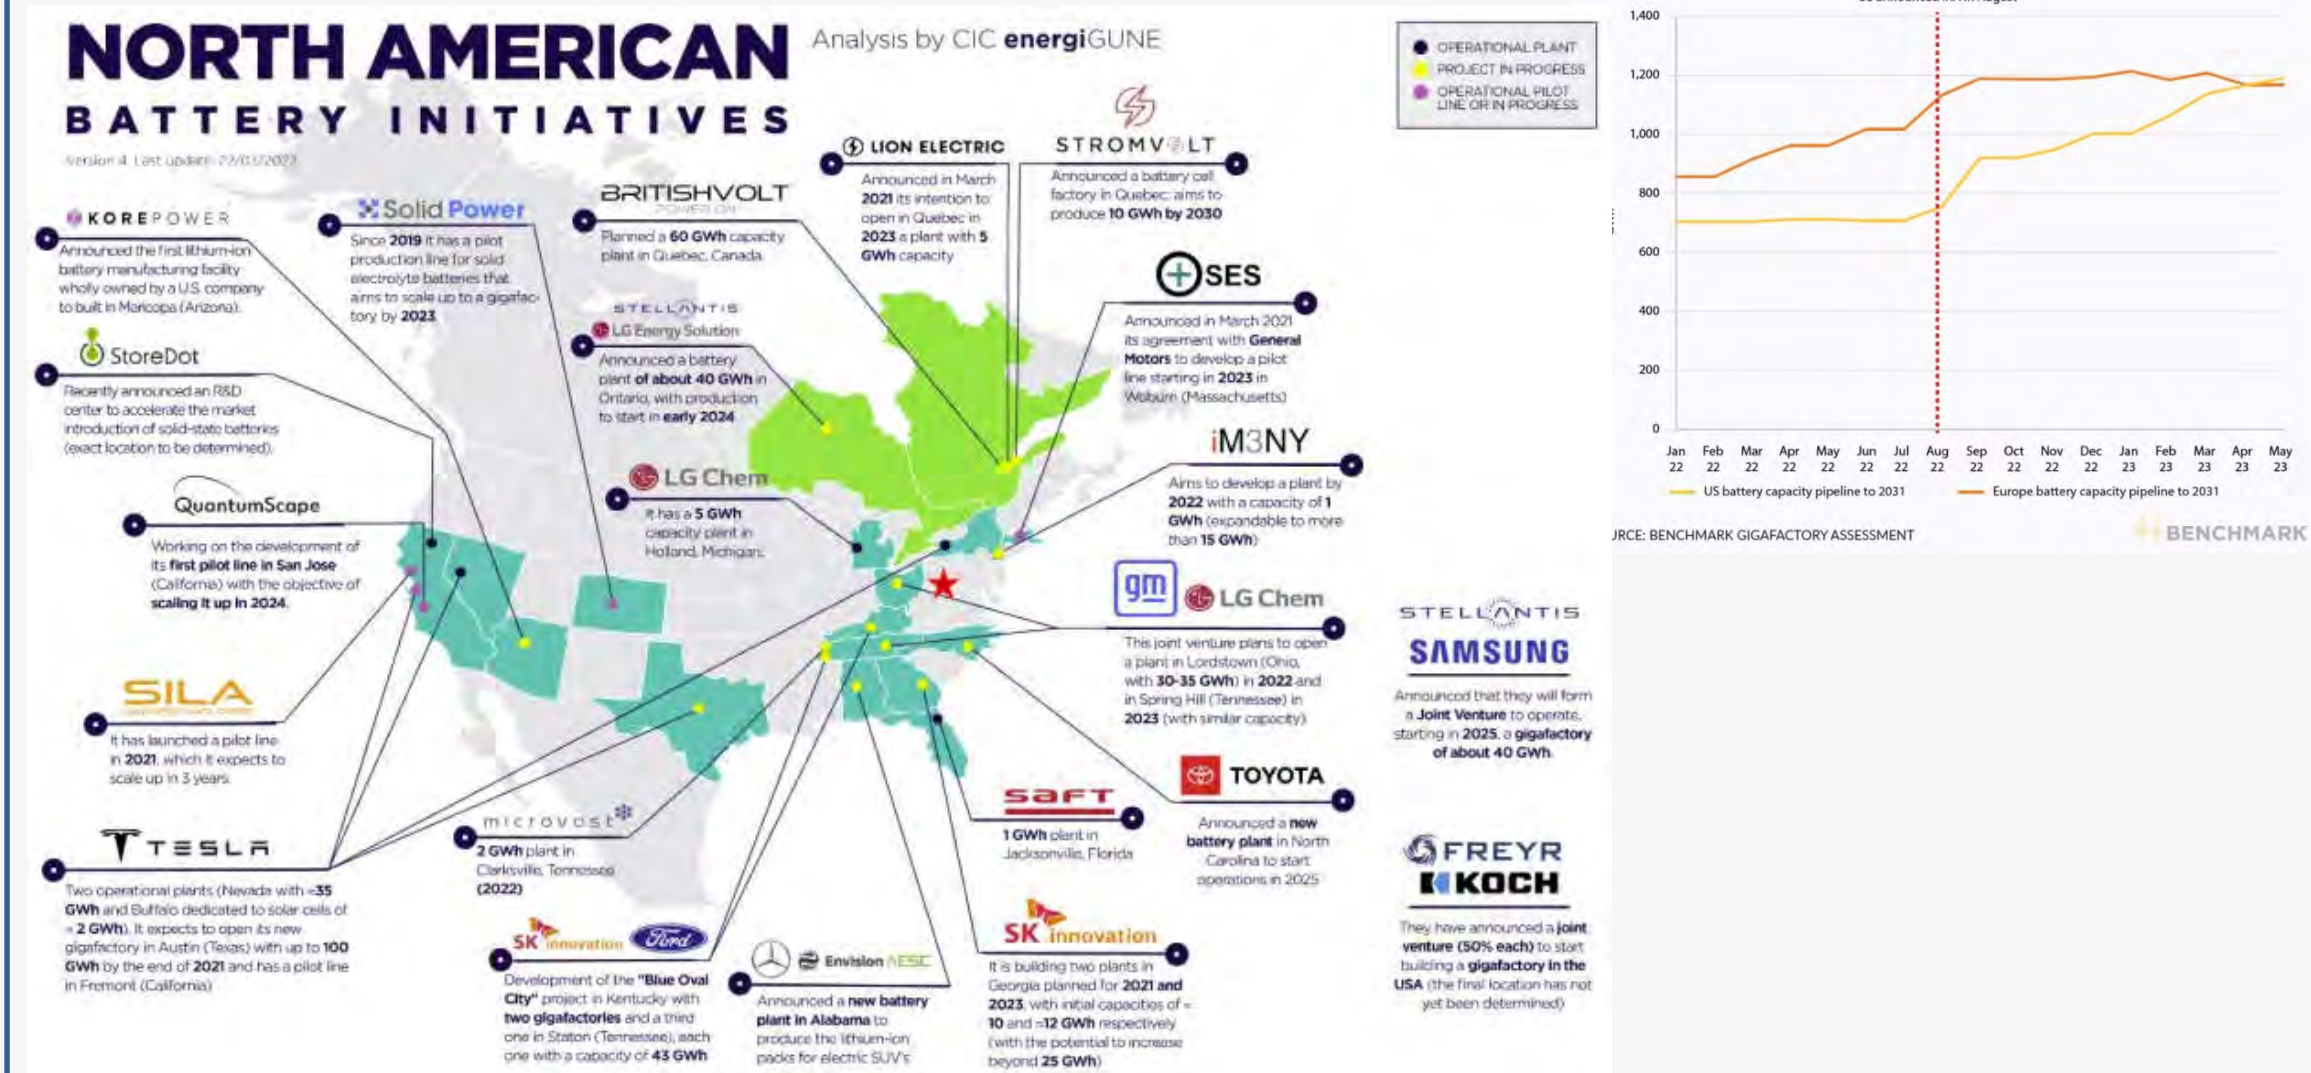 NORTH AMERICAN
BATTERY INITIATIVES
Analysis by CIC energiGUNE
Version 4. Last update: 22/03/2022
OPERATIONAL PLANT
PROJECT IN PROGRESS
OPERATIONAL PILOT
LINE OR IN PROGRESS
KOREPOWER
Announced the first lithium-ion
battery manufacturing facility
wholly owned by a U.S. company
to built in Maricopa (Arizona).
Solid Power
Since 2019 it has a pilot
production line for solid
electrolyte batteries that
aims to scale up to a gigafac-
tory by 2023
BRITISHVOLT
POWER ON
Planned a 60 GWh capacity
plant in Quebec, Canada
LION ELECTRIC
Announced in March
2021 its intention to
open in Quebec in
2023 a plant with 5
GWh capacity
STROMVOLT
Announced a battery cell
factory in Quebec: aims to
produce 10 GWh by 2030
StoreDot
Recently announced an R&D
center to accelerate the market
introduction of solid-state batteries
(exact location to be determined).
STELLANTIS
LG Energy Solution
Announced a battery
plant of about 40 GWh in
Ontario, with production
to start in early 2024
SES
Announced in March 2021
its agreement with General
Motors to develop a pilot
line starting in 2023 in
Woburn (Massachusetts)
QuantumScape
Working on the development of
its first pilot line in San Jose
(California) with the objective of
scaling it up in 2024.
LG Chem
It has a 5 GWh
capacity plant in
Holland, Michigan.
iM3NY
Aims to develop a plant by
2022 with a capacity of 1
GWh (expandable to more
than 15 GWh)
gm LG Chem
This joint venture plans to open
a plant in Lordstown (Ohio,
with 30-35 GWh) in 2022 and
in Spring Hill (Tennessee) in
2023 (with similar capacity)
SILA
It has launched a pilot line
in 2021, which it expects to
scale up in 3 years.
TESLA
Two operational plants (Nevada with ≈35
GWh and Buffalo dedicated to solar cells of
≈ 2 GWh). It expects to open its new
gigafactory in Austin (Texas) with up to 100
GWh by the end of 2021 and has a pilot line
in Fremont (California)
microvast
2 GWh plant in
Clarksville, Tennessee
(2022)
SK innovation Ford
Development of the "Blue Oval
City" project in Kentucky with
two gigafactories and a third
one in Staton (Tennessee), each
one with a capacity of 43 GWh
Envision AESC
Announced a new battery
plant in Alabama to
produce the lithium-ion
packs for electric SUV's
SAFT
1 GWh plant in
Jacksonville, Florida
SK innovation
It is building two plants in
Georgia planned for 2021 and
2023, with initial capacities of ≈
10 and ≈12 GWh respectively
(with the potential to increase
beyond 25 GWh)
TOYOTA
Announced a new
battery plant in North
Carolina to start
operations in 2025
STELLANTIS
SAMSUNG
Announced that they will form
a Joint Venture to operate,
starting in 2025, a gigafactory
of about 40 GWh.
FREYR
KOCH
They have announced a joint
venture (50% each) to start
building a gigafactory in the
USA (the final location has not
yet been determined)
1,400
1,200
1,000
800
600
400
200
0
Jan Feb Mar Apr May Jun Jul Aug Sep Oct Nov Dec Jan Feb Mar Apr May
22 22 22 22 22 22 22 22 22 22 22 22 23 23 23 23 23
US battery capacity pipeline to 2031 Europe battery capacity pipeline to 2031
URCE: BENCHMARK GIGAFACTORY ASSESSMENT
BENCHMARK